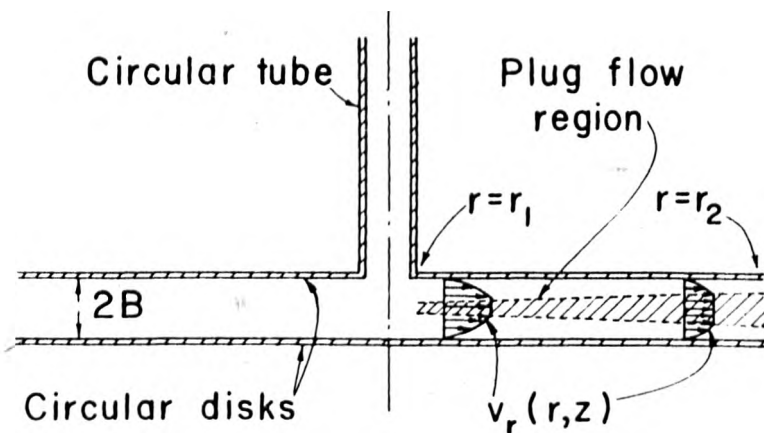 Circular tube
Plug flow
region
r=r₁
r=r₂
2B
Circular disks
vᵣ(r,z)